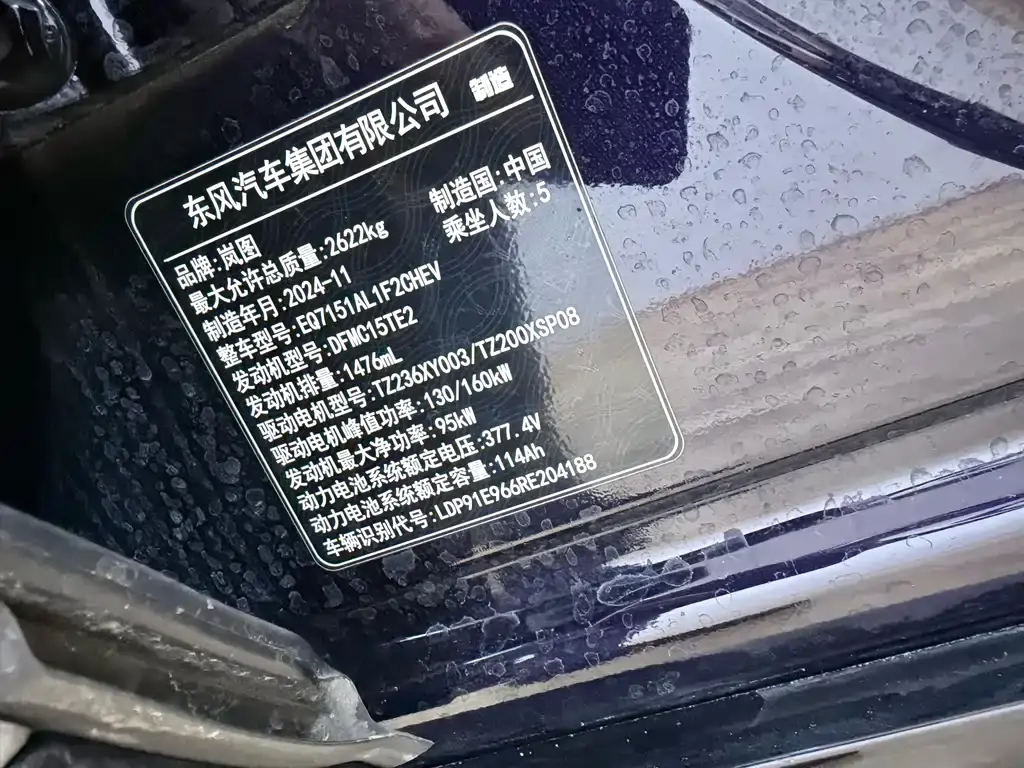 东风汽车集团有限公司 制造
品牌:岚图 制造国:中国
最大允许总质量:2622kg 乘坐人数:5
制造年月:2024-11
整车型号:EQ7151AL1F2CHEV
发动机型号:DFMC15TE2
发动机排量:1476mL
驱动电机型号:TZ236XY003/TZ200XSP08
驱动电机峰值功率:130/160kW
发动机最大净功率:95kW
动力电池系统额定电压:377.4V
动力电池系统额定容量:114Ah
车辆识别代号:LDP91E966RE204188